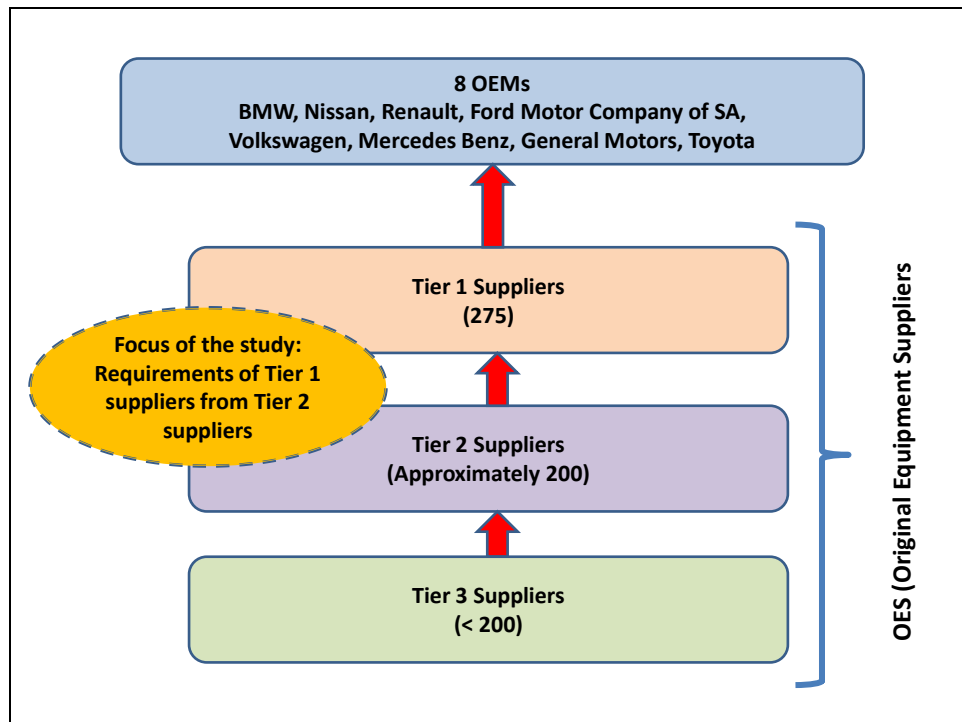 8 OEMs
BMW, Nissan, Renault, Ford Motor Company of SA,
Volkswagen, Mercedes Benz, General Motors, Toyota
Tier 1 Suppliers
(275)
Focus of the study:
Requirements of Tier 1
suppliers from Tier 2
suppliers
Tier 2 Suppliers
(Approximately 200)
Tier 3 Suppliers
(< 200)
OES (Original Equipment Suppliers